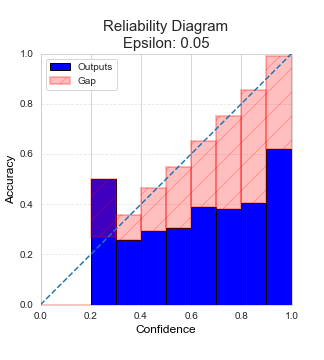 Reliability Diagram
Epsilon: 0.05
Outputs
Gap
Accuracy
1.0
0.8
0.6
0.4
0.2
0.0
0.0 0.2 0.4 0.6 0.8 1.0
Confidence